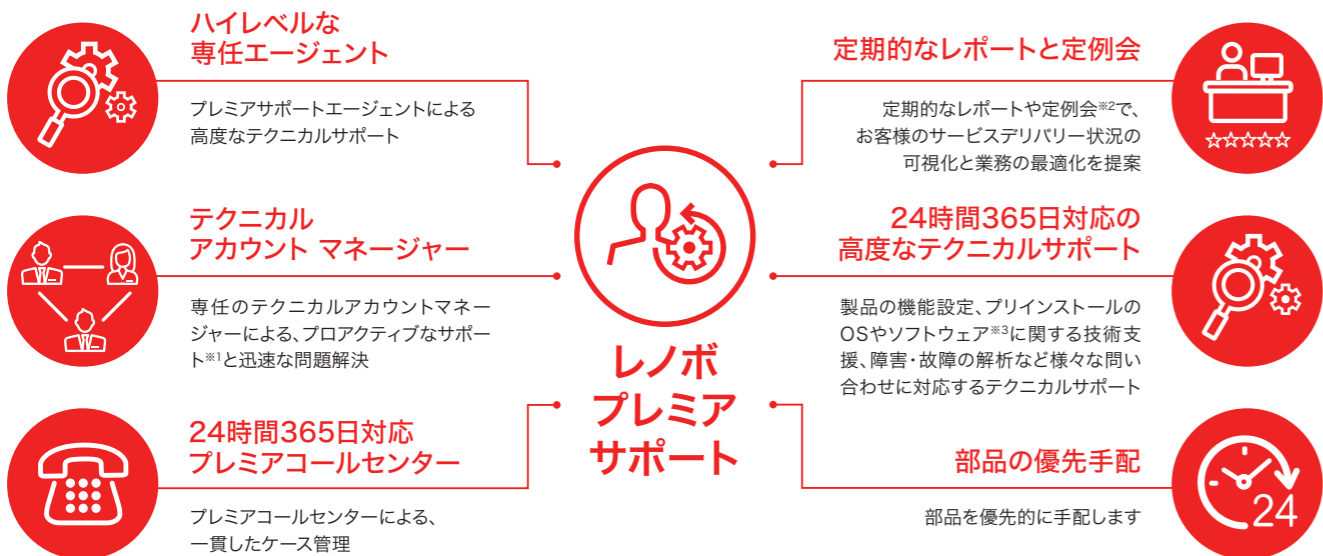 ハイレベルな
専任エージェント
プレミアサポートエージェントによる
高度なテクニカルサポート
テクニカル
アカウント マネージャー
専任のテクニカルアカウントマネー
ジャーによる、プロアクティブなサポー
ト※1と迅速な問題解決
24時間365日対応
プレミアコールセンター
プレミアコールセンターによる、
一貫したケース管理
レノボ
プレミア
サポート
定期的なレポートと定例会
定期的なレポートや定例会※2で、
お客様のサービスデリバリー状況の
可視化と業務の最適化を提案
☆☆☆☆☆
24時間365日対応の
高度なテクニカルサポート
製品の機能設定、プリインストールの
OSやソフトウェア※3に関する技術支
援、障害・故障の解析など様々な問い
合わせに対応するテクニカルサポート
部品の優先手配
部品を優先的に手配します
24